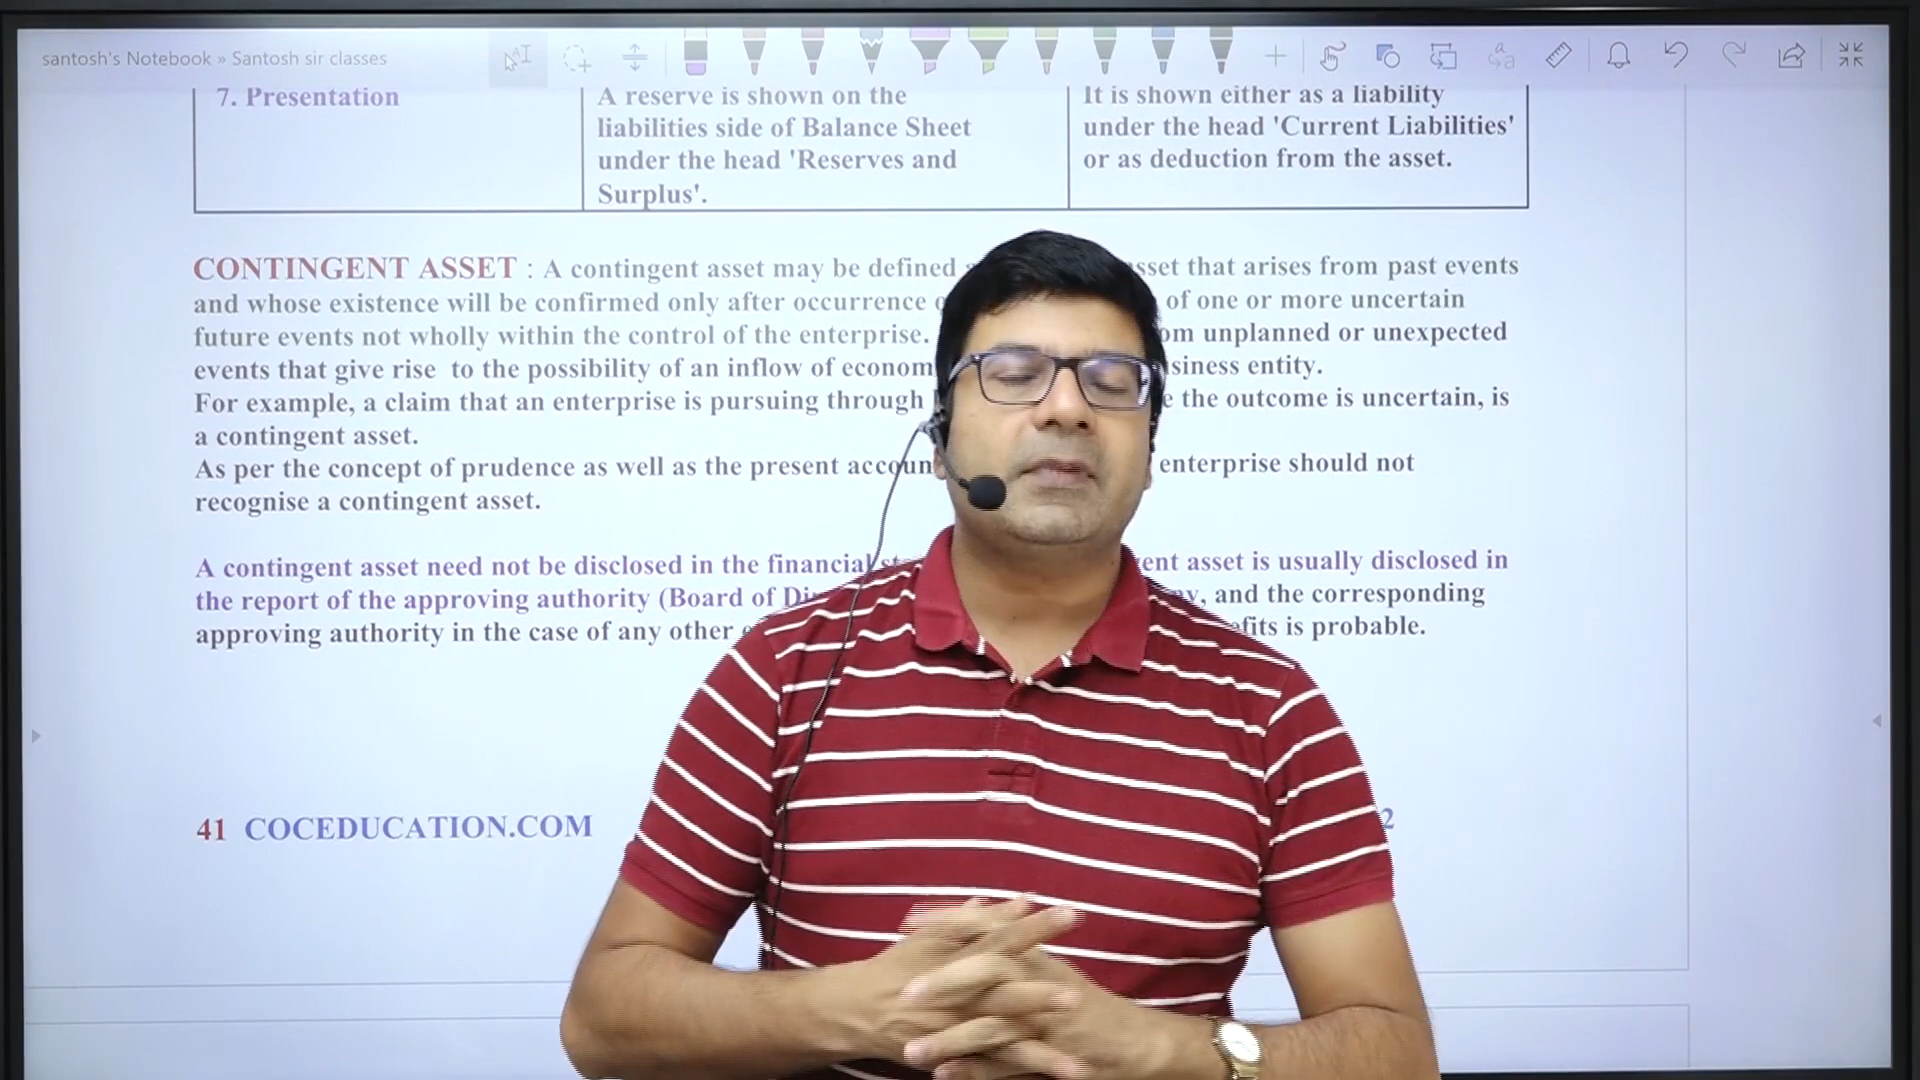 santosh's Notebook » Santosh sir classes
7. Presentation
A reserve is shown on the
liabilities side of Balance Sheet
under the head 'Reserves and
Surplus'.
It is shown either as a liability
under the head 'Current Liabilities'
or as deduction from the asset.
CONTINGENT ASSET : A contingent asset may be defined sset that arises from past events
and whose existence will be confirmed only after occurrence of one or more uncertain
future events not wholly within the control of the enterprise. om unplanned or unexpected
events that give rise to the possibility of an inflow of econom siness entity.
For example, a claim that an enterprise is pursuing through the outcome is uncertain, is
a contingent asset.
As per the concept of prudence as well as the present accoun enterprise should not
recognise a contingent asset.
A contingent asset need not be disclosed in the financial st ent asset is usually disclosed in
the report of the approving authority (Board of Di y, and the corresponding
approving authority in the case of any other efits is probable.
41 COCEDUCATION.COM
2